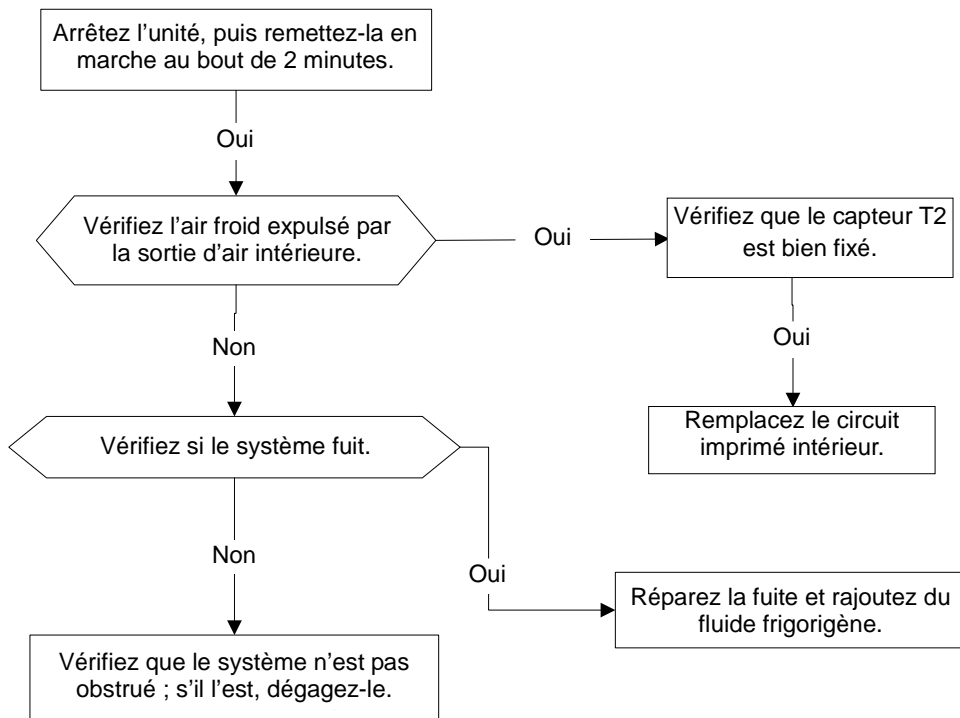 Arrêtez l'unité, puis remettez-la en
marche au bout de 2 minutes.
Oui
Vérifiez l'air froid expulsé par
la sortie d'air intérieure.
Oui
Vérifiez que le capteur T2
est bien fixé.
Non
Oui
Remplacez le circuit
imprimé intérieur.
Vérifiez si le système fuit.
Non
Oui
Réparez la fuite et rajoutez du
fluide frigorigène.
Vérifiez que le système n'est pas
obstrué ; s'il l'est, dégagez-le.